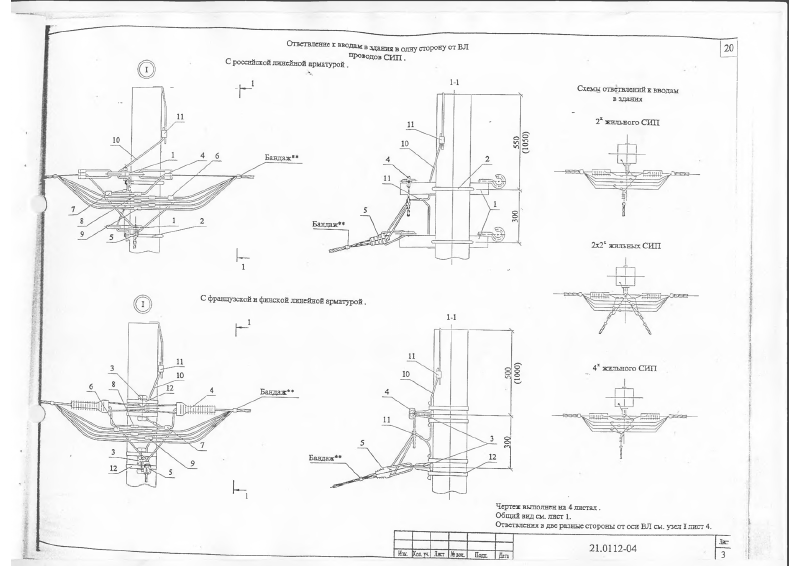 20
Ответвление к вводам в здания в одну сторону от ВЛ
проводов СИП .
С российской линейной арматурой .
I
1
11
10
1
4
6
Бандаж**
7
8
9
5
1
2
1
1-1
11
10
4
11
2
1
5
Бандаж**
550
(1050)
300
Схемы ответвлений к вводам
в здания
2х жильного СИП
2х2х жильных СИП
4х жильного СИП
С французской и финской линейной арматурой .
I
1
11
3
10
8
12
6
4
Бандаж**
7
3
12
5
9
1
1-1
11
10
4
11
5
3
12
Бандаж**
500
(1000)
300
Чертеж выполнен на 4 листах .
Общий вид см. лист 1.
Ответвления в две разные стороны от оси ВЛ см. узел I лист 4.
Изм. Кол. уч. Лист № док. Подп. Дата
21.0112-04
Лист
3